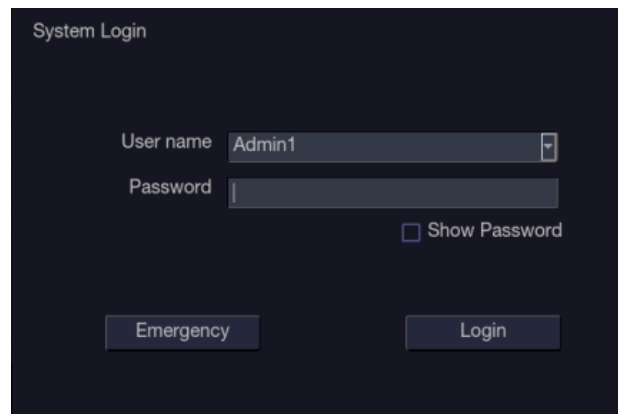 System Login
User name Admin1
Password
Show Password
Emergency Login